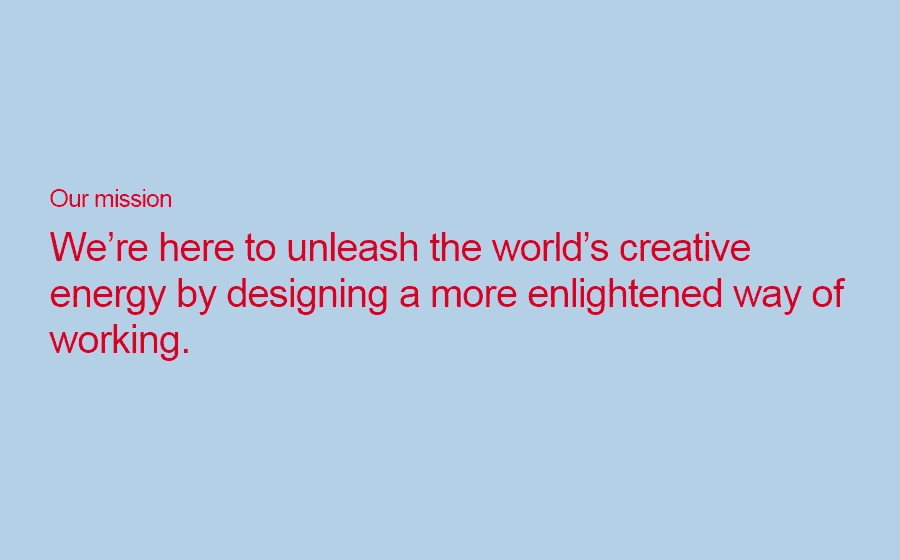 Our mission
We’re here to unleash the world’s creative
energy by designing a more enlightened way of
working.